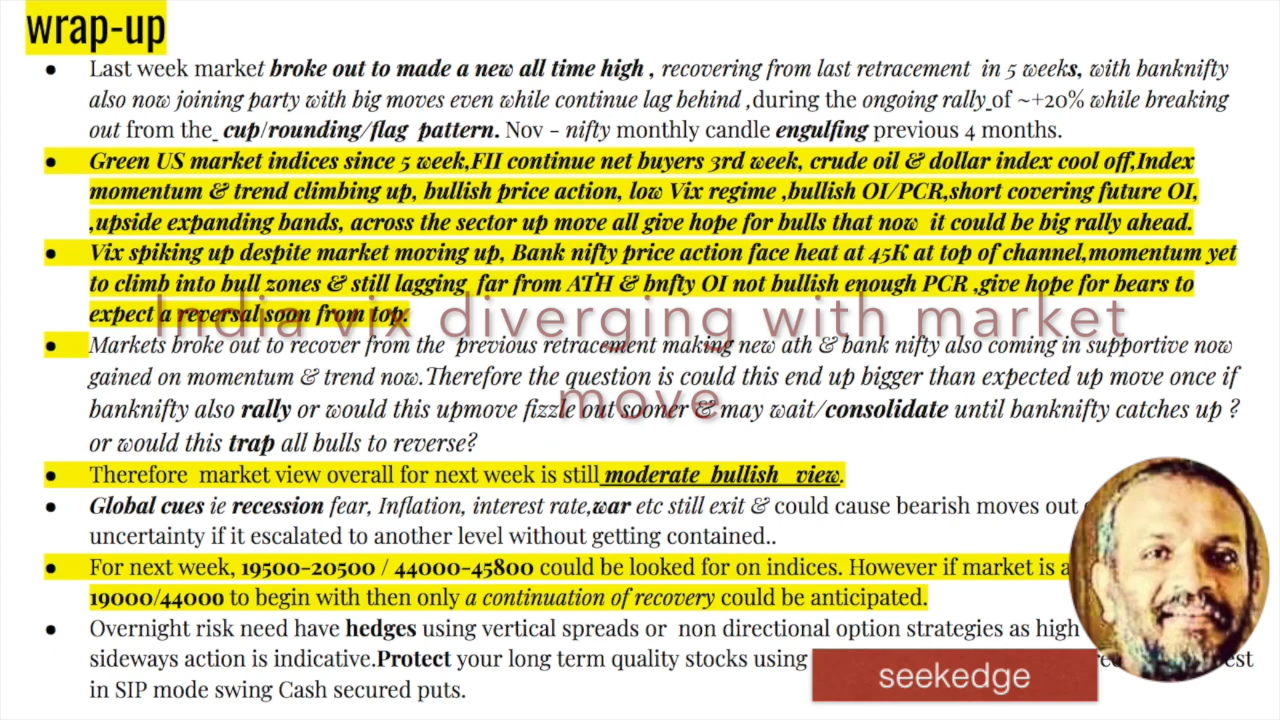 wrap-up
● Last week market broke out to made a new all time high , recovering from last retracement in 5 weeks, with banknifty
also now joining party with big moves even while continue lag behind ,during the ongoing rally of ~+20% while breaking
out from the cup/rounding/flag pattern. Nov - nifty monthly candle engulfing previous 4 months.
● Green US market indices since 5 week,FII continue net buyers 3rd week, crude oil & dollar index cool off,Index
momentum & trend climbing up, bullish price action, low Vix regime ,bullish OI/PCR,short covering future OI,
,upside expanding bands, across the sector up move all give hope for bulls that now it could be big rally ahead.
● Vix spiking up despite market moving up, Bank nifty price action face heat at 45K at top of channel,momentum yet
to climb into bull zones & still lagging far from ATH & bnfty OI not bullish enough PCR ,give hope for bears to
expect a reversal soon from top.
India vix diverging with market
move
● Markets broke out to recover from the previous retracement making new ath & bank nifty also coming in supportive now
gained on momentum & trend now.Therefore the question is could this end up bigger than expected up move once if
banknifty also rally or would this upmove fizzle out sooner & may wait/consolidate until banknifty catches up ?
or would this trap all bulls to reverse?
● Therefore market view overall for next week is still moderate bullish view.
● Global cues ie recession fear, Inflation, interest rate,war etc still exit & could cause bearish moves out
uncertainty if it escalated to another level without getting contained..
● For next week, 19500-20500 / 44000-45800 could be looked for on indices. However if market is
19000/44000 to begin with then only a continuation of recovery could be anticipated.
● Overnight risk need have hedges using vertical spreads or non directional option strategies as high
sideways action is indicative.Protect your long term quality stocks using
in SIP mode swing Cash secured puts.
seekedge